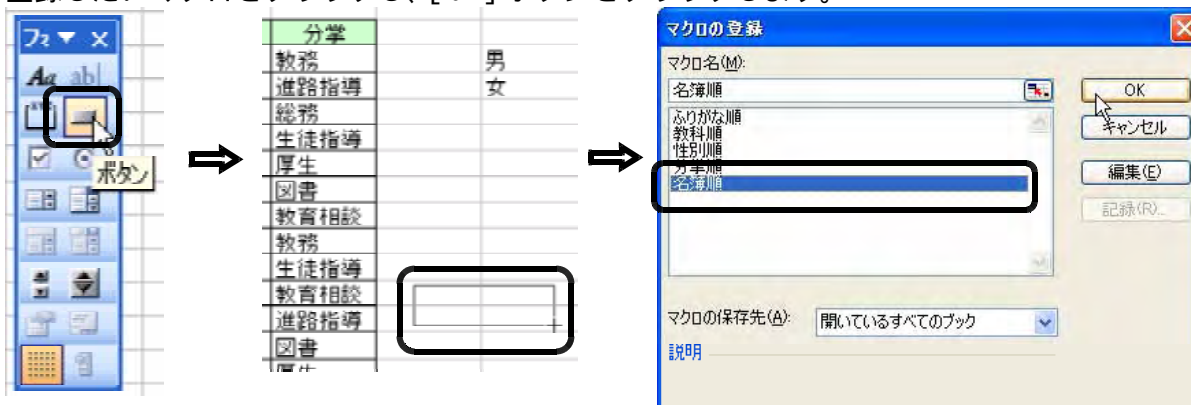 フォ
Aa ab|
ボタン
分掌
教務 男
進路指導 女
総務
生徒指導
厚生
図書
教育相談
教務
生徒指導
教育相談
進路指導
図書
マクロの登録
マクロ名(M):
名簿順
ふりがな順
教科順
性別順
分掌順
名簿順
OK
キャンセル
編集(E)
記録(R)...
マクロの保存先(A): 開いているすべてのブック
説明